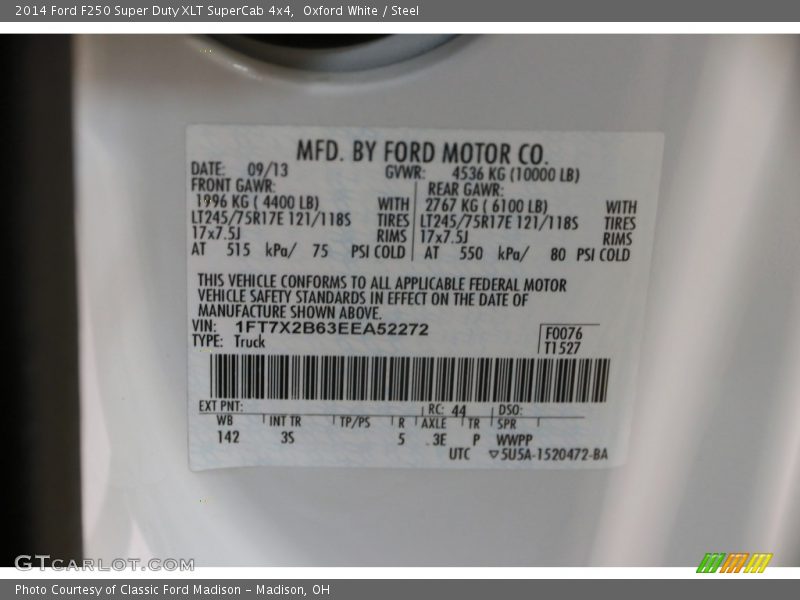 2014 Ford F250 Super Duty XLT SuperCab 4x4, Oxford White / Steel
MFD. BY FORD MOTOR CO.
DATE: 09/13 GVWR: 4536 KG (10000 LB)
FRONT GAWR: REAR GAWR:
1996 KG ( 4400 LB) WITH 2767 KG ( 6100 LB) WITH
LT245/75R17E 121/118S TIRES LT245/75R17E 121/118S TIRES
17x7.5J RIMS 17x7.5J RIMS
AT 515 kPa/ 75 PSI COLD AT 550 kPa/ 80 PSI COLD
THIS VEHICLE CONFORMS TO ALL APPLICABLE FEDERAL MOTOR
VEHICLE SAFETY STANDARDS IN EFFECT ON THE DATE OF
MANUFACTURE SHOWN ABOVE.
VIN: 1FT7X2B63EEA52272
TYPE: Truck
F0076
T1527
EXT PNT: RC: 44 DSO:
WB INT TR TP/PS R AXLE TR SPR
142 3S 5 3E P WWPP
UTC ▽5U5A-1520472-BA
GTCARLOT.COM
Photo Courtesy of Classic Ford Madison - Madison, OH